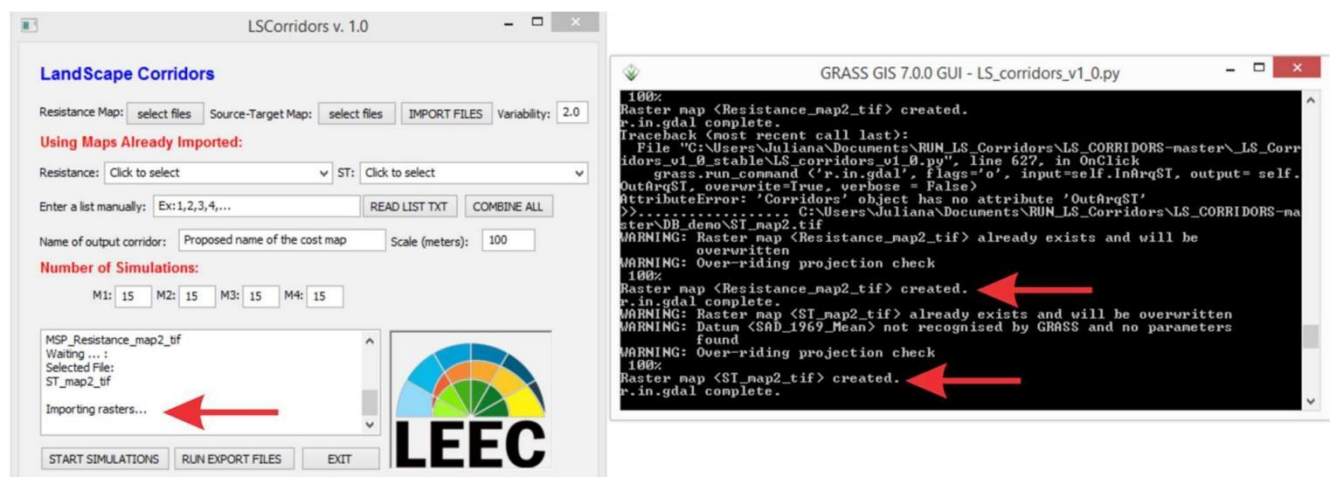 LSCorridors v. 1.0
LandScape Corridors
Resistance Map: select files Source-Target Map: select files IMPORT FILES Variability: 2.0
Using Maps Already Imported:
Resistance: Click to select ST: Click to select
Enter a list manually: Ex:1,2,3,4,... READ LIST TXT COMBINE ALL
Name of output corridor: Proposed name of the cost map Scale (meters): 100
Number of Simulations:
M1: 15 M2: 15 M3: 15 M4: 15
MSP_Resistance_map2_tif
Waiting ... :
Selected File:
ST_map2_tif
Importing rasters...
LEEC
START SIMULATIONS RUN EXPORT FILES EXIT
GRASS GIS 7.0.0 GUI - LS_corridors_v1_0.py
100%
Raster map <Resistance_map2_tif> created.
r.in.gdal complete.
Traceback (most recent call last):
File "C:\Users\Juliana\Documents\RUN_LS_Corridors\LS_CORRIDORS-master\_LS_Corr
idors_v1_0_stable\LS_corridors_v1_0.py", line 627, in OnClick
grass.run_command ('r.in.gdal', flags='o', input=self.InArqST, output= self.
OutArqST, overwrite=True, verbose = False)
AttributeError: 'Corridors' object has no attribute 'OutArqST'
>>.................. C:\Users\Juliana\Documents\RUN_LS_Corridors\LS_CORRIDORS-ma
ster\DB_demo\ST_map2.tif
WARNING: Raster map <Resistance_map2_tif> already exists and will be
overwritten
WARNING: Over-riding projection check
100%
Raster map <Resistance_map2_tif> created.
r.in.gdal complete.
WARNING: Raster map <ST_map2_tif> already exists and will be overwritten
WARNING: Datum <SAD_1969_Mean> not recognised by GRASS and no parameters
found
WARNING: Over-riding projection check
100%
Raster map <ST_map2_tif> created.
r.in.gdal complete.